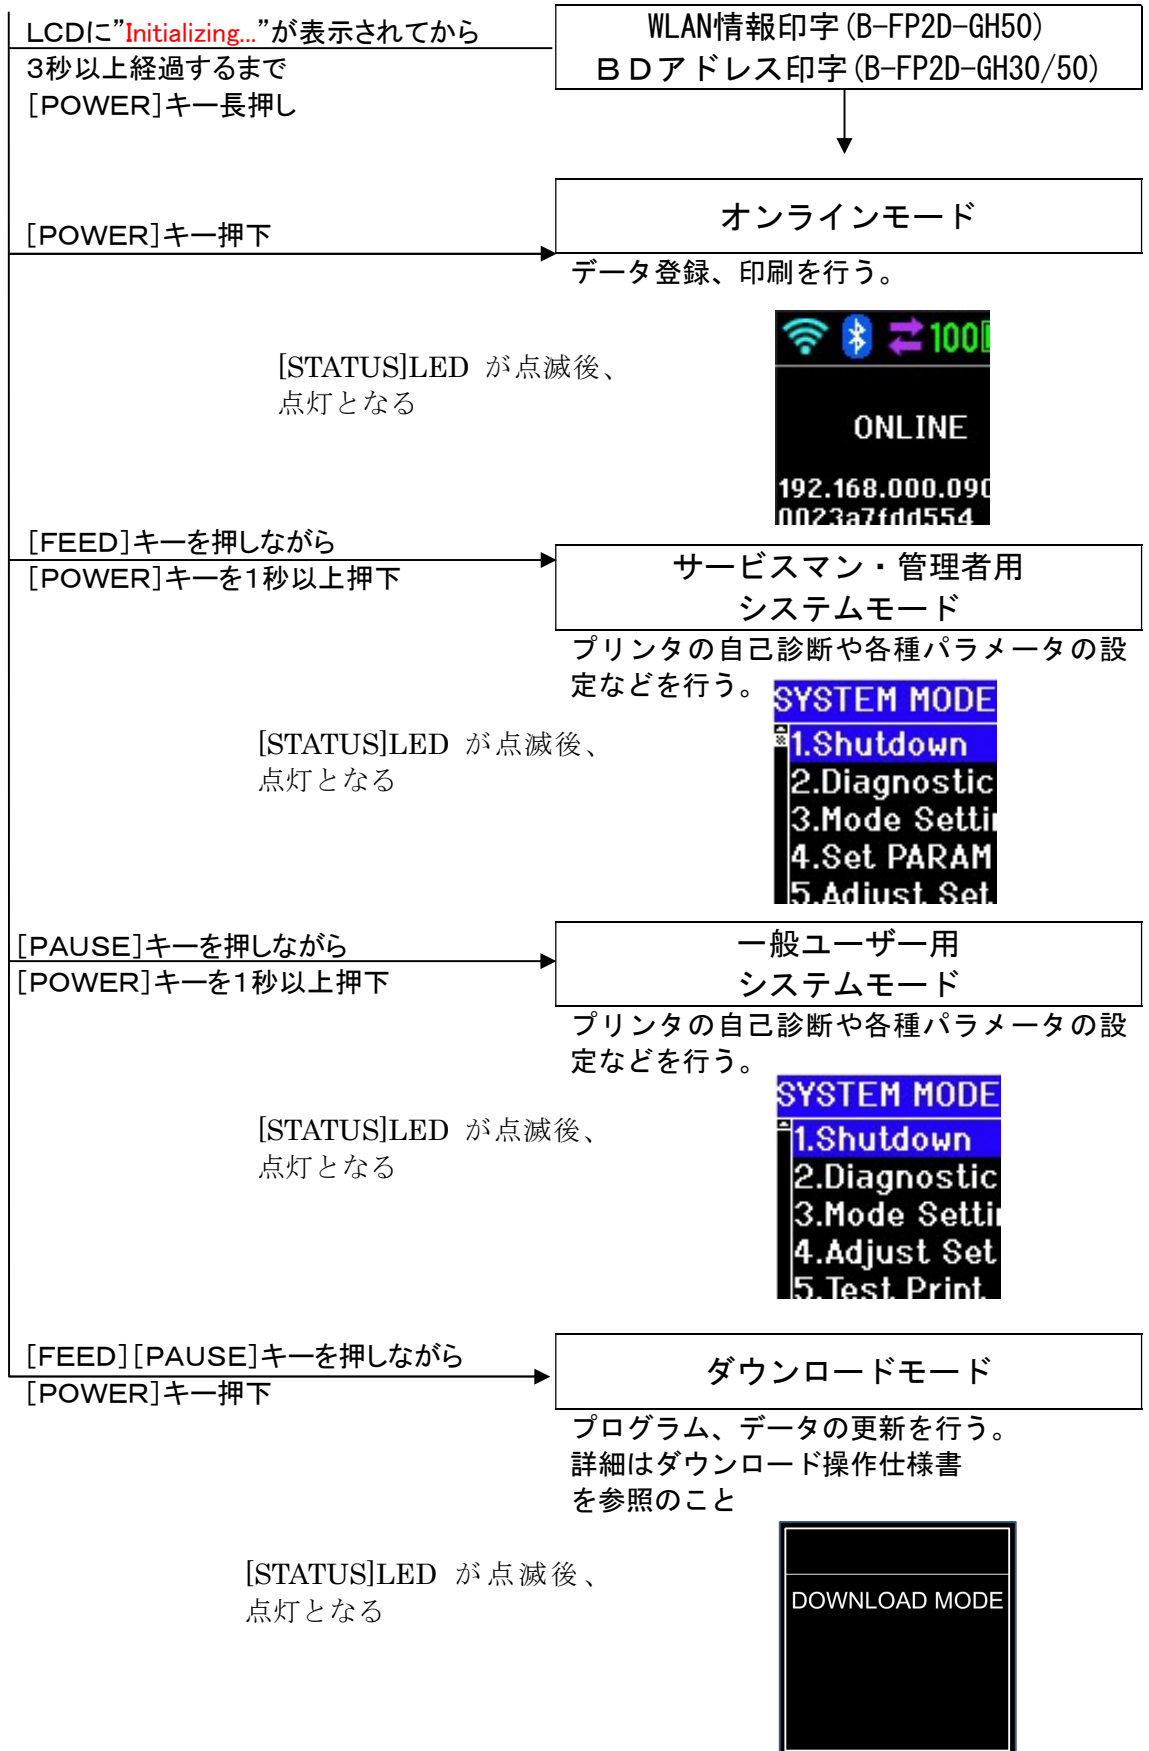 LCDに”Initializing...”が表示されてから
3秒以上経過するまで
[POWER]キー長押し
WLAN情報印字(B-FP2D-GH50)
BDアドレス印字(B-FP2D-GH30/50)
[POWER]キー押下
オンラインモード
データ登録、印刷を行う。
[STATUS]LED が点滅後、
点灯となる
100
ONLINE
192.168.000.090
0023a7fdd554
[FEED]キーを押しながら
[POWER]キーを1秒以上押下
サービスマン・管理者用
システムモード
プリンタの自己診断や各種パラメータの設
定などを行う。
[STATUS]LED が点滅後、
点灯となる
SYSTEM MODE
1.Shutdown
2.Diagnostic
3.Mode Settin
4.Set PARAM
5.Adjust Set
[PAUSE]キーを押しながら
[POWER]キーを1秒以上押下
一般ユーザー用
システムモード
プリンタの自己診断や各種パラメータの設
定などを行う。
[STATUS]LED が点滅後、
点灯となる
SYSTEM MODE
1.Shutdown
2.Diagnostic
3.Mode Settin
4.Adjust Set
5.Test Print
[FEED][PAUSE]キーを押しながら
[POWER]キー押下
ダウンロードモード
プログラム、データの更新を行う。
詳細はダウンロード操作仕様書
を参照のこと
[STATUS]LED が点滅後、
点灯となる
DOWNLOAD MODE